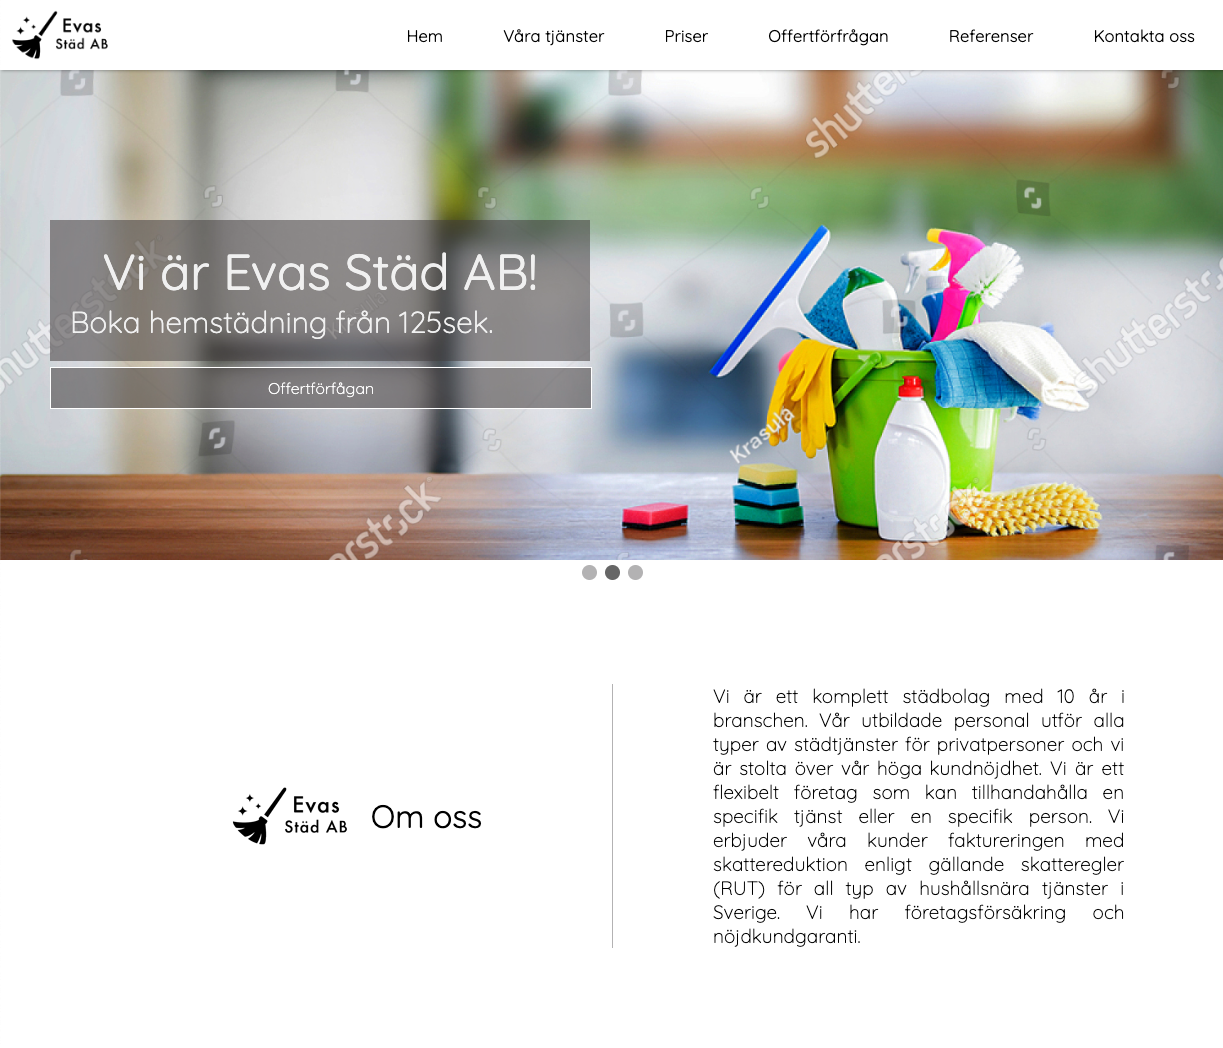 Evas
Städ AB
Hem
Våra tjänster
Priser
Offertförfrågan
Referenser
Kontakta oss
shutters
shutterstock
shutterst
Vi är Evas Städ AB!
Boka hemstädning från 125sek.
Offertförfågan
Krasula
erstock
erstock
Evas
Städ AB
Om oss
Vi är ett komplett städbolag med 10 år i
branschen. Vår utbildade personal utför alla
typer av städtjänster för privatpersoner och vi
är stolta över vår höga kundnöjdhet. Vi är ett
flexibelt företag som kan tillhandahålla en
specifik tjänst eller en specifik person. Vi
erbjuder våra kunder faktureringen med
skattereduktion enligt gällande skatteregler
(RUT) för all typ av hushållsnära tjänster i
Sverige. Vi har företagsförsäkring och
nöjdkundgaranti.